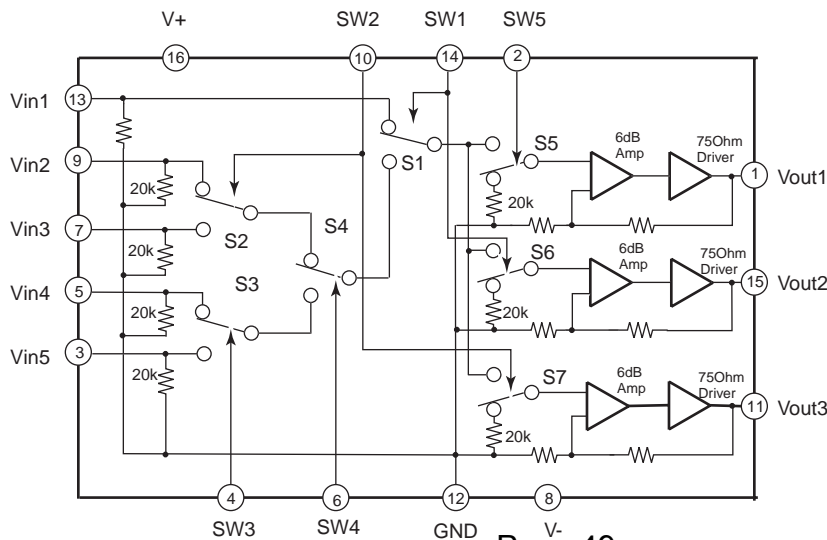 V+
SW2
SW1
SW5
16
10
14
2
Vin1
13
6dB
Amp
75Ohm
Driver
S5
S1
Vin2
9
20k
1
Vout1
20k
Vin3
7
S2
S4
20k
S6
6dB
Amp
75Ohm
Driver
Vin4
5
S3
15
Vout2
20k
20k
Vin5
3
20k
S7
6dB
Amp
75Ohm
Driver
11
Vout3
20k
4
6
12
8
SW3
SW4
GND
V-